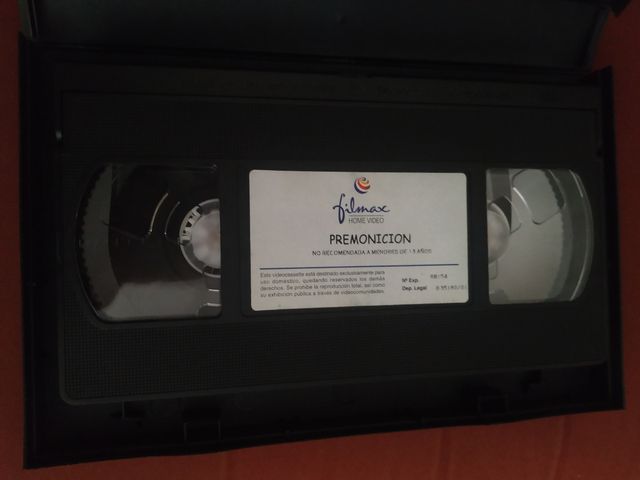 filmax
HOME VIDEO
PREMONICION
NO RECOMENDADA A MENORES DE 13 AÑOS
Este videocassette está destinado exclusivamente para
uso doméstico, quedando reservados los demás
derechos. Se prohíbe la reproducción total, así como
su exhibición pública a través de videocomunidades.
Nº Exp.
Dep. Legal